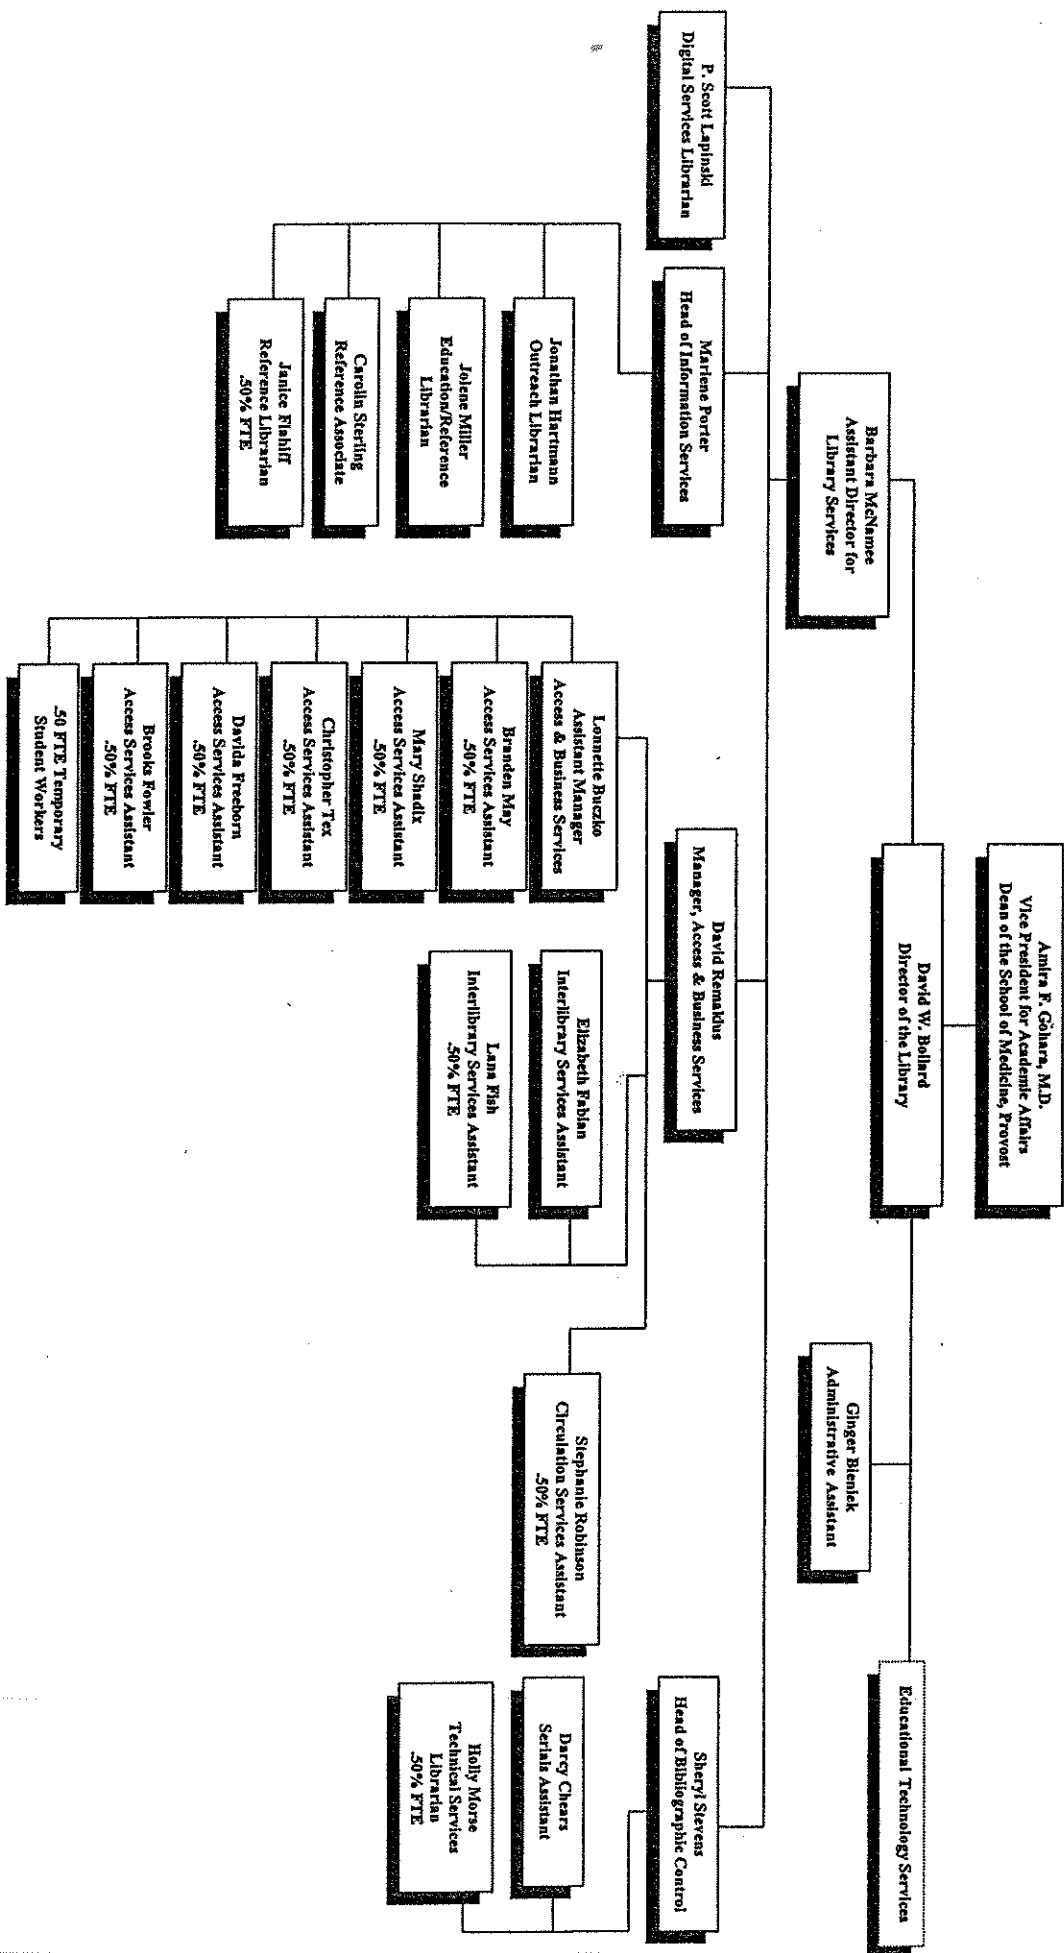 Amira F. Gohara, M.D.
Vice President for Academic Affairs
Dean of the School of Medicine, Provost
David W. Bollard
Director of the Library
Barbara McNamee
Assistant Director for
Library Services
Ginger Bieniek
Administrative Assistant
Educational Technology Services
P. Scott Lapinski
Digital Services Librarian
Marlene Porter
Head of Information Services
David Remaklus
Manager, Access & Business Services
Sheryl Stevens
Head of Bibliographic Control
Jonathan Hartmann
Outreach Librarian
Jolene Miller
Education/Reference
Librarian
Carolin Sterling
Reference Associate
Janice Flahiff
Reference Librarian
.50% FTE
Lonnette Buczko
Assistant Manager
Access & Business Services
Branden May
Access Services Assistant
.50% FTE
Mary Shadix
Access Services Assistant
.50% FTE
Christopher Tex
Access Services Assistant
.50% FTE
Davida Freeborn
Access Services Assistant
.50% FTE
Brooks Fowler
Access Services Assistant
.50% FTE
.50 FTE Temporary
Student Workers
Elizabeth Fabian
Interlibrary Services Assistant
Lana Fish
Interlibrary Services Assistant
.50% FTE
Stephanie Robinson
Circulation Services Assistant
.50% FTE
Darcy Chears
Serials Assistant
Holly Morse
Technical Services
Librarian
.50% FTE